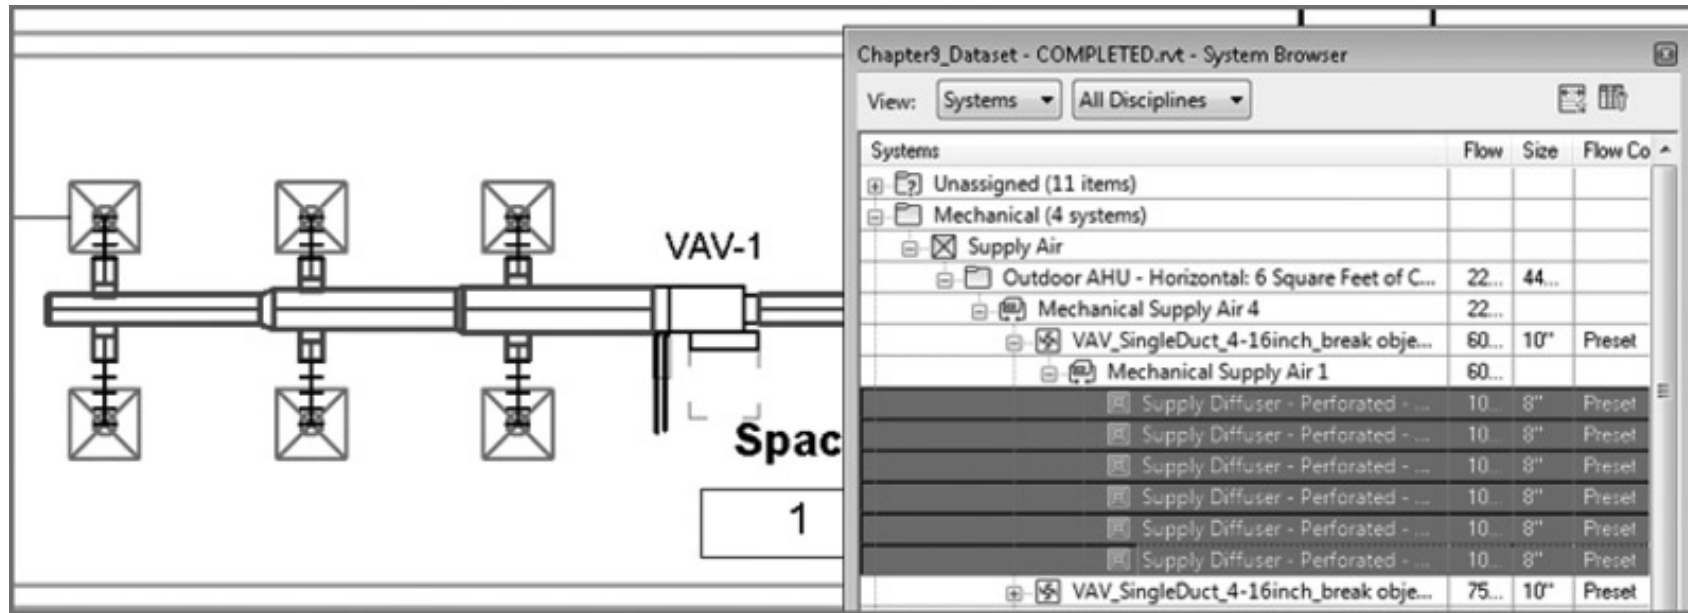 Chapter9_Dataset - COMPLETED.rvt - System Browser
View: Systems All Disciplines
Systems Flow Size Flow Co
Unassigned (11 items)
Mechanical (4 systems)
Supply Air
Outdoor AHU - Horizontal: 6 Square Feet of C... 22... 44...
Mechanical Supply Air 4 22...
VAV_SingleDuct_4-16inch_break obje... 60... 10" Preset
Mechanical Supply Air 1 60...
Supply Diffuser - Perforated - ... 10... 8" Preset
Supply Diffuser - Perforated - ... 10... 8" Preset
Supply Diffuser - Perforated - ... 10... 8" Preset
Supply Diffuser - Perforated - ... 10... 8" Preset
Supply Diffuser - Perforated - ... 10... 8" Preset
Supply Diffuser - Perforated - ... 10... 8" Preset
VAV_SingleDuct_4-16inch_break obje... 75... 10" Preset
VAV-1
Spac
1